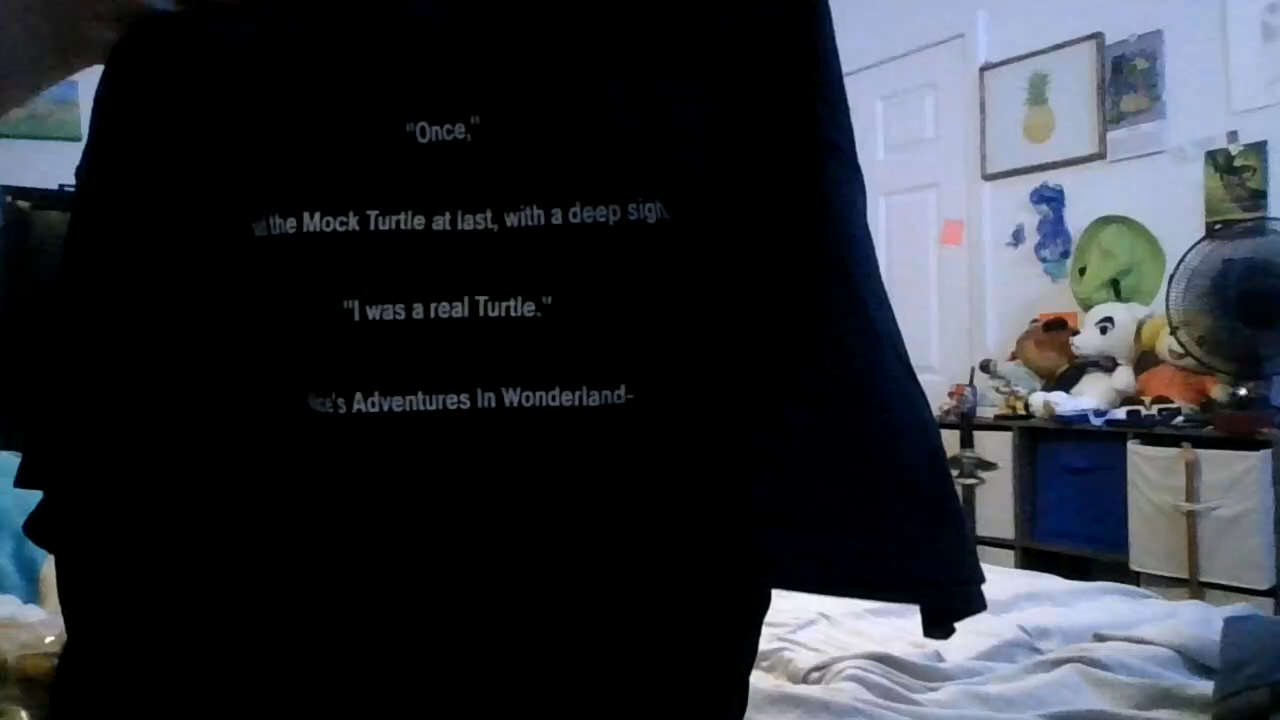 "Once,"
the Mock Turtle at last, with a deep sigh,
"I was a real Turtle."
Adventures In Wonderland-